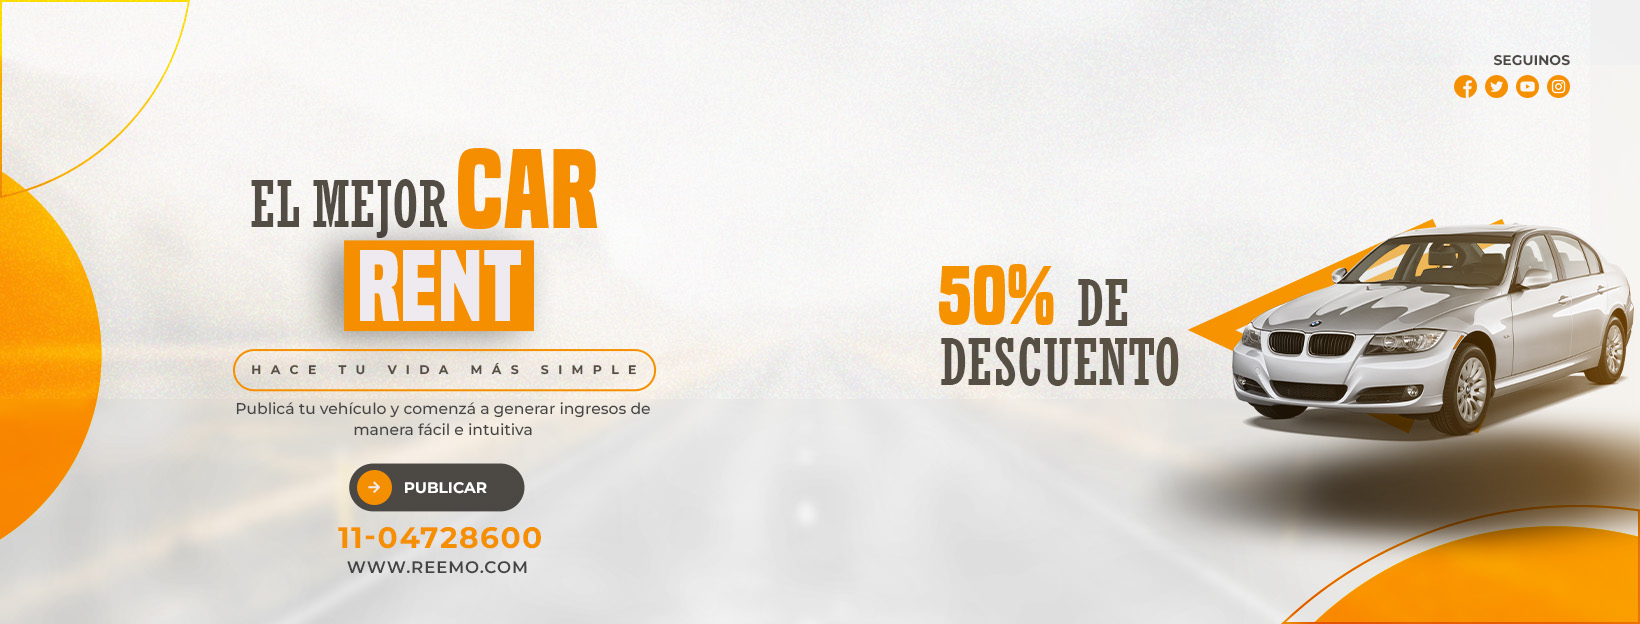 SEGUINOS
EL MEJOR CAR
RENT
HACE TU VIDA MÁS SIMPLE
Publicá tu vehículo y comenzá a generar ingresos de
manera fácil e intuitiva
PUBLICAR
11-04728600
WWW.REEMO.COM
50% DE
DESCUENTO